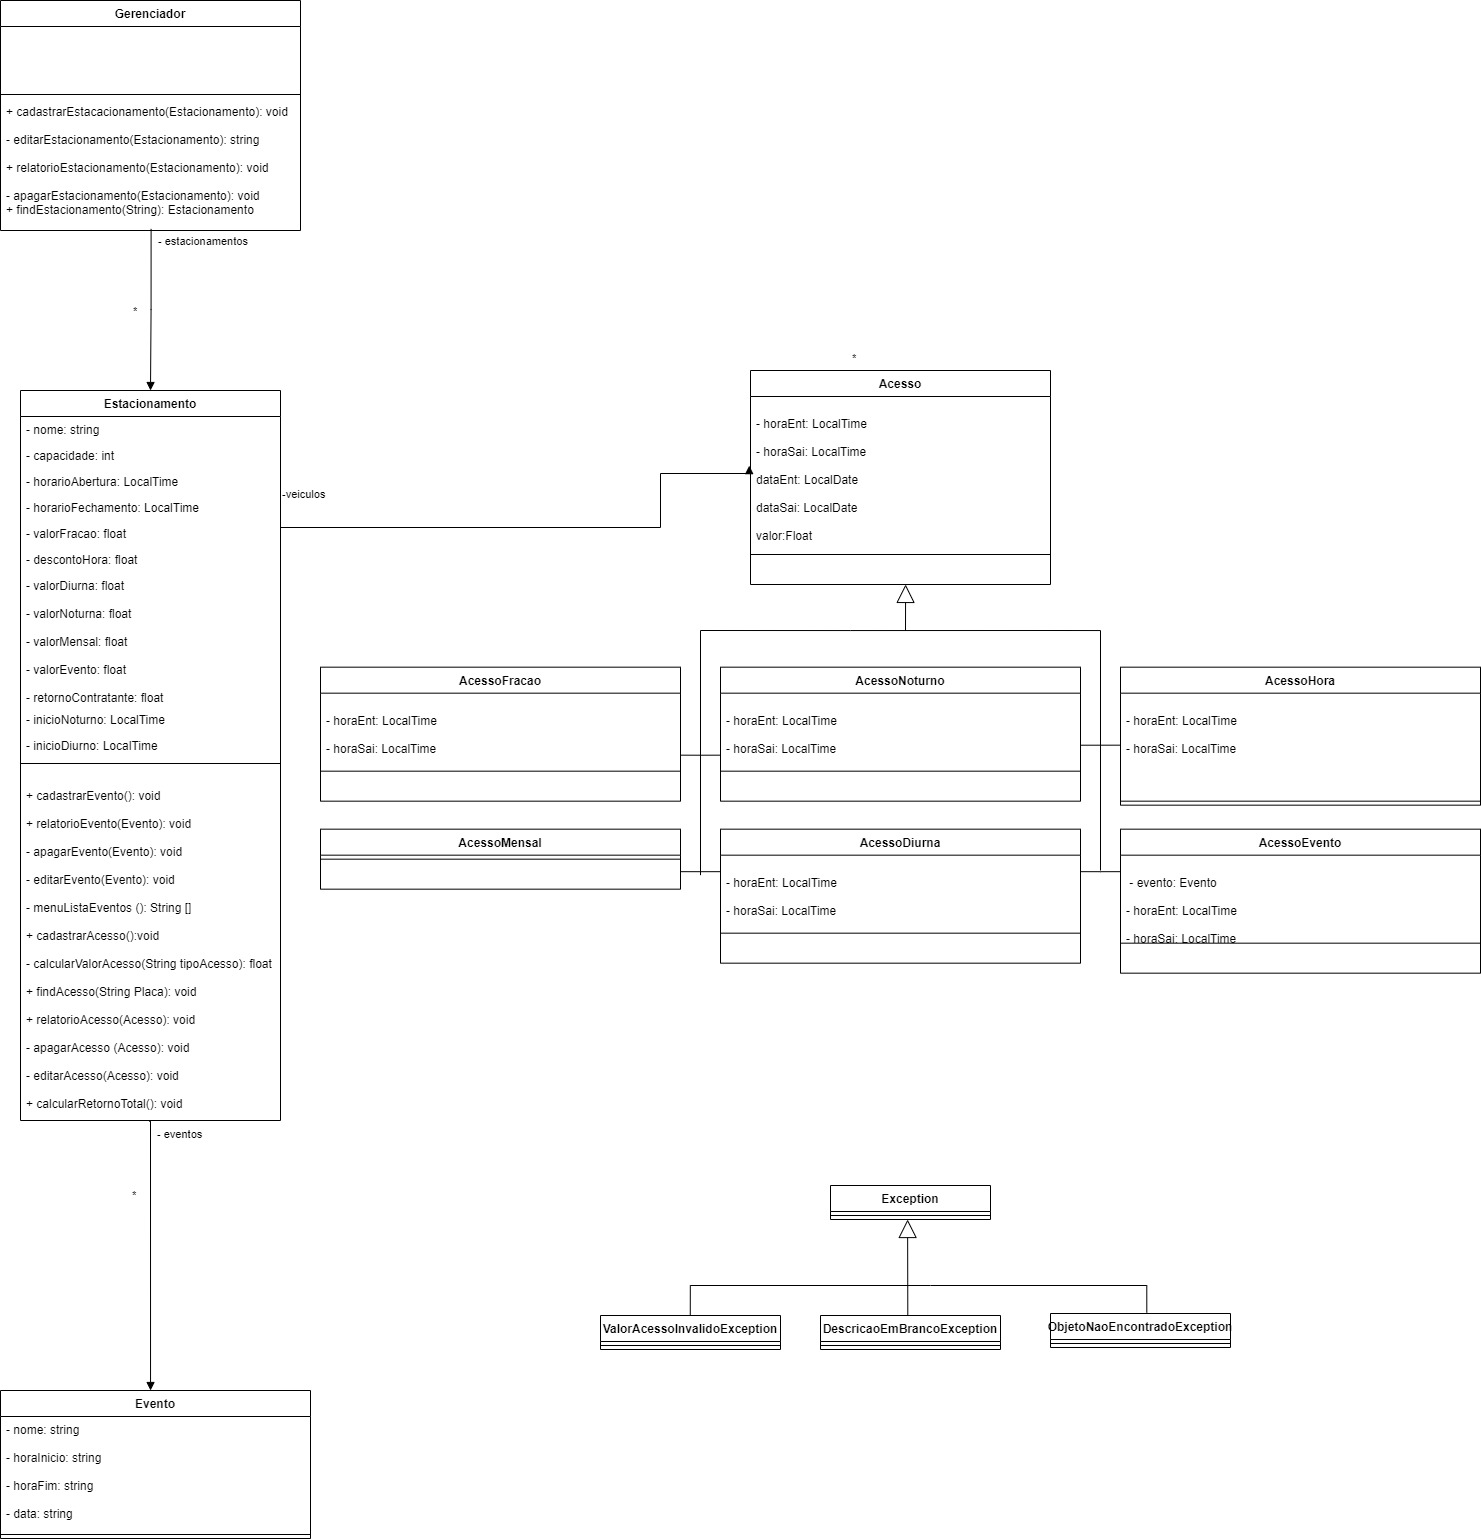 Gerenciador
+ cadastrarEstacacionamento(Estacionamento): void
- editarEstacionamento(Estacionamento): string
+ relatorioEstacionamento(Estacionamento): void
- apagarEstacionamento(Estacionamento): void
+ findEstacionamento(String): Estacionamento
- estacionamentos
*
Estacionamento
- nome: string
- capacidade: int
- horarioAbertura: LocalTime
- horarioFechamento: LocalTime
- valorFracao: float
- descontoHora: float
- valorDiurna: float
- valorNoturna: float
- valorMensal: float
- valorEvento: float
- retornoContratante: float
- inicioNoturno: LocalTime
- inicioDiurno: LocalTime
+ cadastrarEvento(): void
+ relatorioEvento(Evento): void
- apagarEvento(Evento): void
- editarEvento(Evento): void
- menuListaEventos (): String []
+ cadastrarAcesso():void
- calcularValorAcesso(String tipoAcesso): float
+ findAcesso(String Placa): void
+ relatorioAcesso(Acesso): void
- apagarAcesso (Acesso): void
- editarAcesso(Acesso): void
+ calcularRetornoTotal(): void
-veiculos
*
Acesso
- horaEnt: LocalTime
- horaSai: LocalTime
dataEnt: LocalDate
dataSai: LocalDate
valor:Float
AcessoFracao
- horaEnt: LocalTime
- horaSai: LocalTime
AcessoNoturno
- horaEnt: LocalTime
- horaSai: LocalTime
AcessoHora
- horaEnt: LocalTime
- horaSai: LocalTime
AcessoMensal
AcessoDiurna
- horaEnt: LocalTime
- horaSai: LocalTime
AcessoEvento
- evento: Evento
- horaEnt: LocalTime
- horaSai: LocalTime
- eventos
*
Exception
ValorAcessoInvalidoException
DescricaoEmBrancoException
ObjetoNaoEncontradoException
Evento
- nome: string
- horaInicio: string
- horaFim: string
- data: string